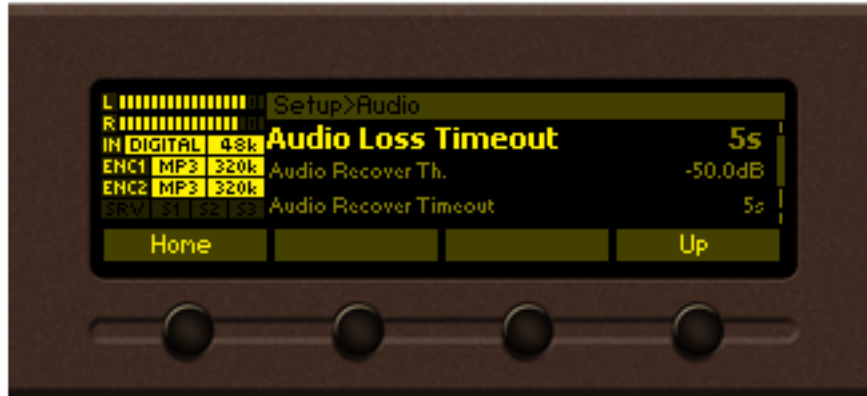 L
R
IN DIGITAL 48k
ENC1 MP3 320k
ENC2 MP3 320k
SRV S1 S2 S3
Setup>Audio
Audio Loss Timeout 5s
Audio Recover Th. -50.0dB
Audio Recover Timeout 5s
Home Up